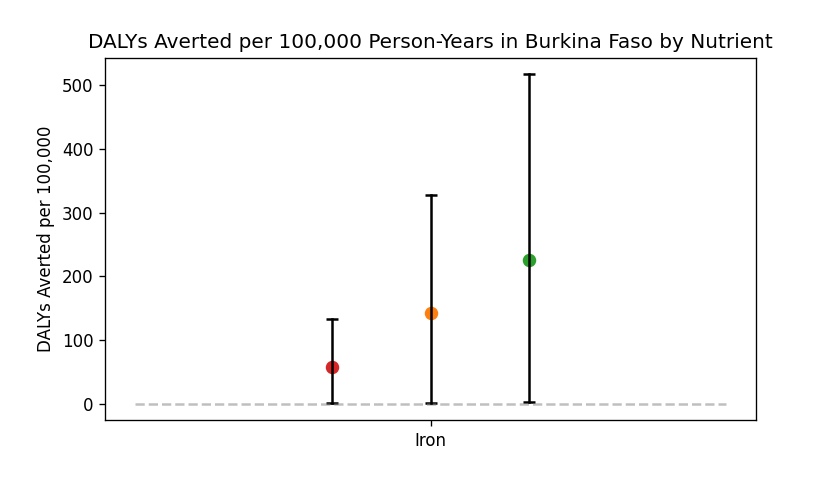 DALYs Averted per 100,000 Person-Years in Burkina Faso by Nutrient
DALYs Averted per 100,000
500
400
300
200
100
0
Iron